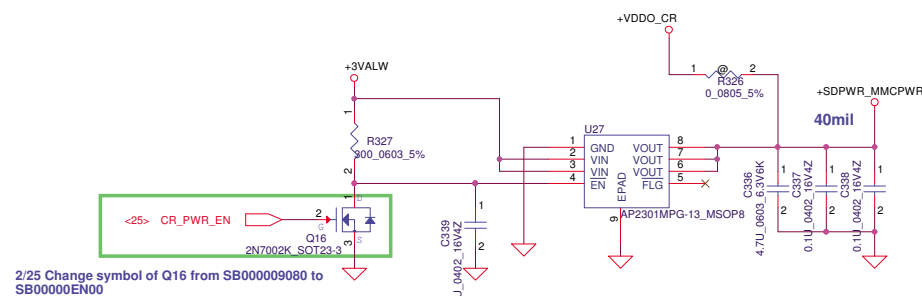 +VDDO_CR
+3VALW
1 @ 2
R326
0_0805_5%
+SDPWR_MMCPWR
40mil
1
R327
300_0603_5%
2
U27
1 GND VOUT 8
2 VIN VOUT 7
3 VIN VOUT 6
4 EN FLG 5
EPAD
9
AP2301MPG-13_MSOP8
C336
4.7U_0603_6.3V6K
1
2
C337
0.1U_0402_16V4Z
1
2
C338
0.1U_0402_16V4Z
1
2
C339
U_0402_16V4Z
1
2
<25> CR_PWR_EN
2
G
1
D
3
S
Q16
2N7002K_SOT23-3
2/25 Change symbol of Q16 from SB000009080 to
SB00000EN00